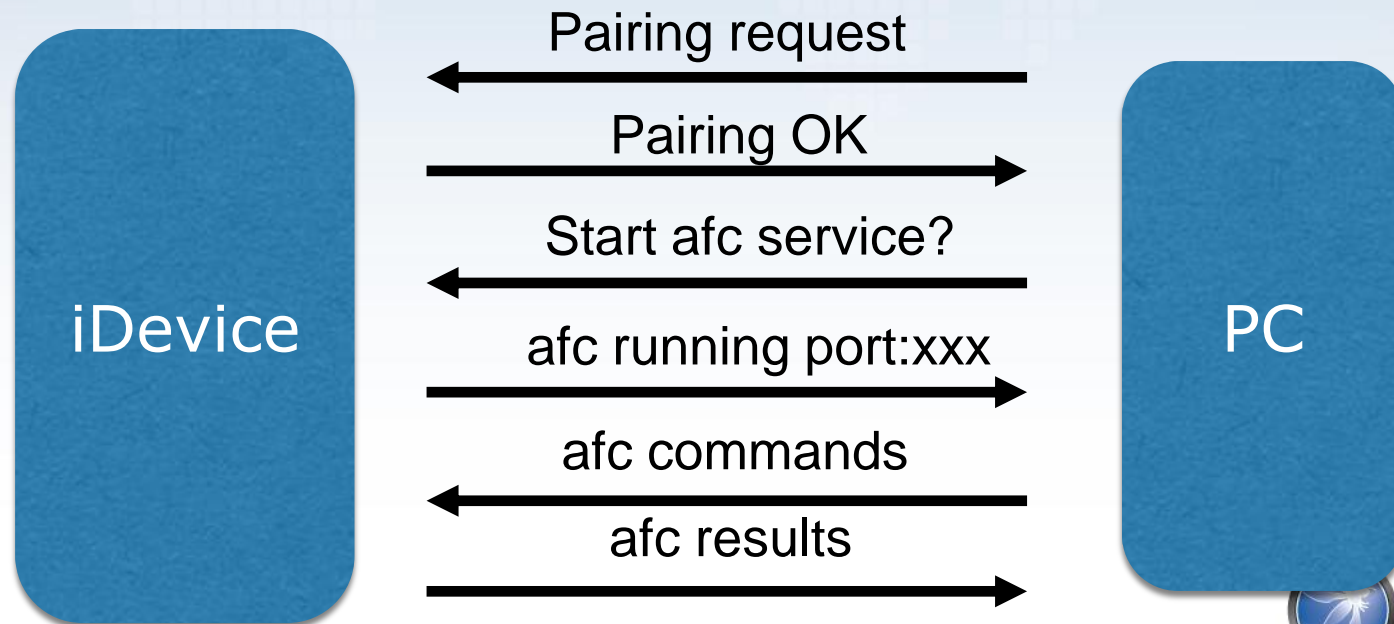 Pairing request
Pairing OK
Start afc service?
iDevice
PC
afc running port:xxx
afc commands
afc results